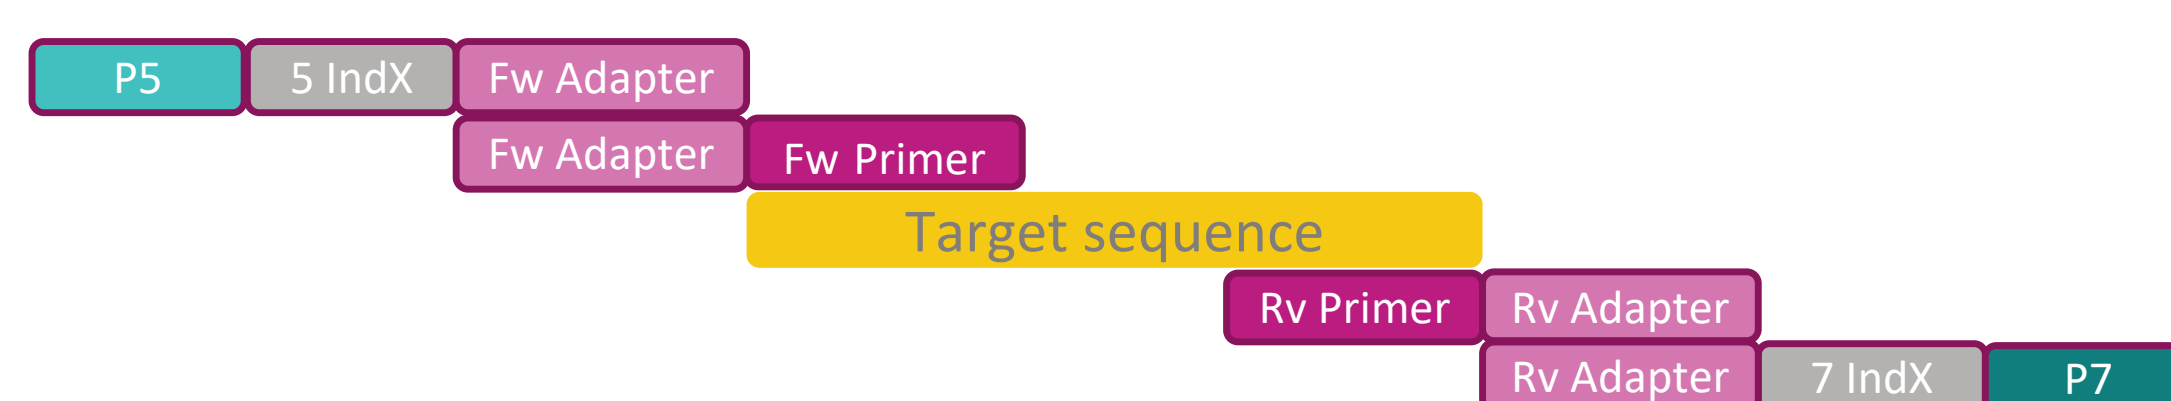 P5 5 IndX Fw Adapter
Fw Adapter Fw Primer
Target sequence
Rv Primer Rv Adapter
Rv Adapter 7 IndX P7